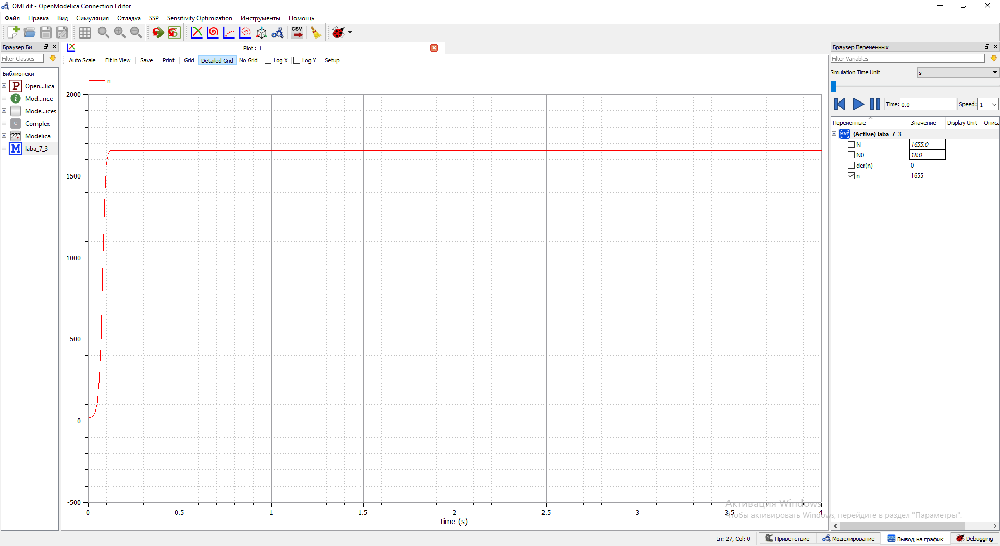 OMEdit - OpenModelica Connection Editor
Файл Правка Вид Симуляция Отладка SSP Sensitivity Optimization Инструменты Помощь
CSV
Браузер Би...
Filter Classes
Библиотеки
P Open...lica
i Mod...nce
Mode...ices
C Complex
Modelica
M laba_7_3
Plot : 1
Auto Scale Fit in View Save Print Grid Detailed Grid No Grid Log X Log Y Setup
n
2000
1500
1000
500
0
-500
0 0.5 1 1.5 2 2.5 3 3.5 4
time (s)
Браузер Переменных
Filter Variables
Simulation Time Unit s
Time: 0.0 Speed: 1
Переменные Значение Display Unit Описа
MAT (Active) laba_7_3
N 1655.0
N0 18.0
der(n) 0
n 1655
Активация Windows
Чтобы активировать Windows, перейдите в раздел "Параметры".
Ln: 27, Col: 0 Приветствие Моделирование Вывод на график Debugging